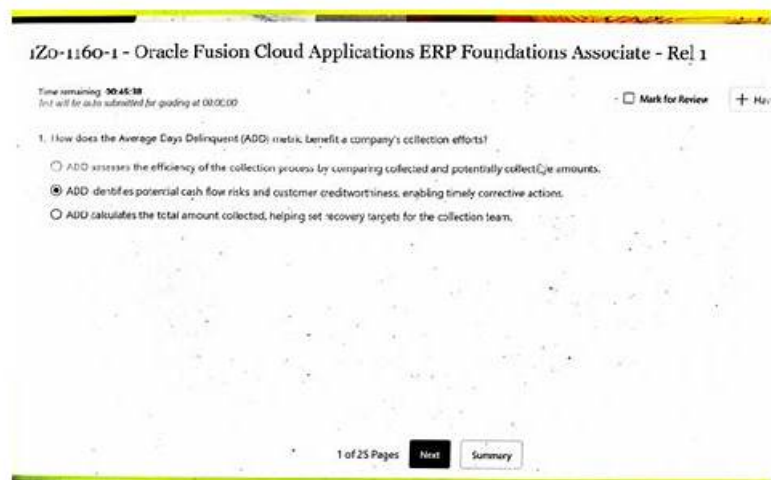 1Z0-1160-1 - Oracle Fusion Cloud Applications ERP Foundations Associate - Rel 1
Time remaining: 00:45:38
Test will be auto submitted for grading at 00:00:00
Mark for Review
1. How does the Average Days Delinquent (ADD) metric benefit a company's collection efforts?
ADD assesses the efficiency of the collection process by comparing collected and potentially collectible amounts.
ADD identifies potential cash flow risks and customer creditworthiness, enabling timely corrective actions.
ADD calculates the total amount collected, helping set recovery targets for the collection team.
1 of 25 Pages
Next
Summary